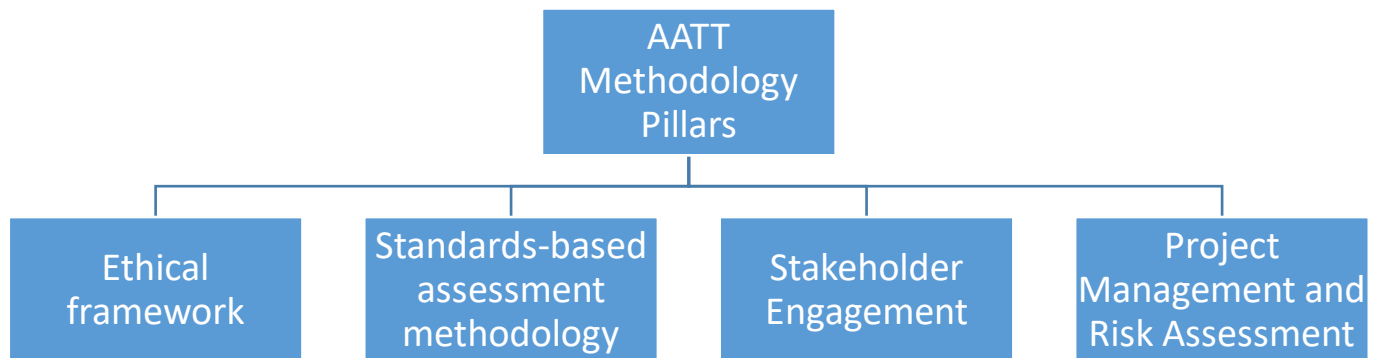 AATT
Methodology
Pillars
Ethical
framework
Standards-based
assessment
methodology
Stakeholder
Engagement
Project
Management and
Risk Assessment